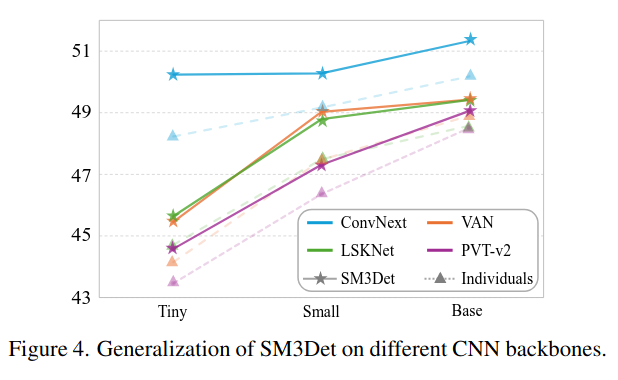 51
49
47
45
43
Tiny Small Base
ConvNext VAN
LSKNet PVT-v2
SM3Det Individuals
Figure 4. Generalization of SM3Det on different CNN backbones.